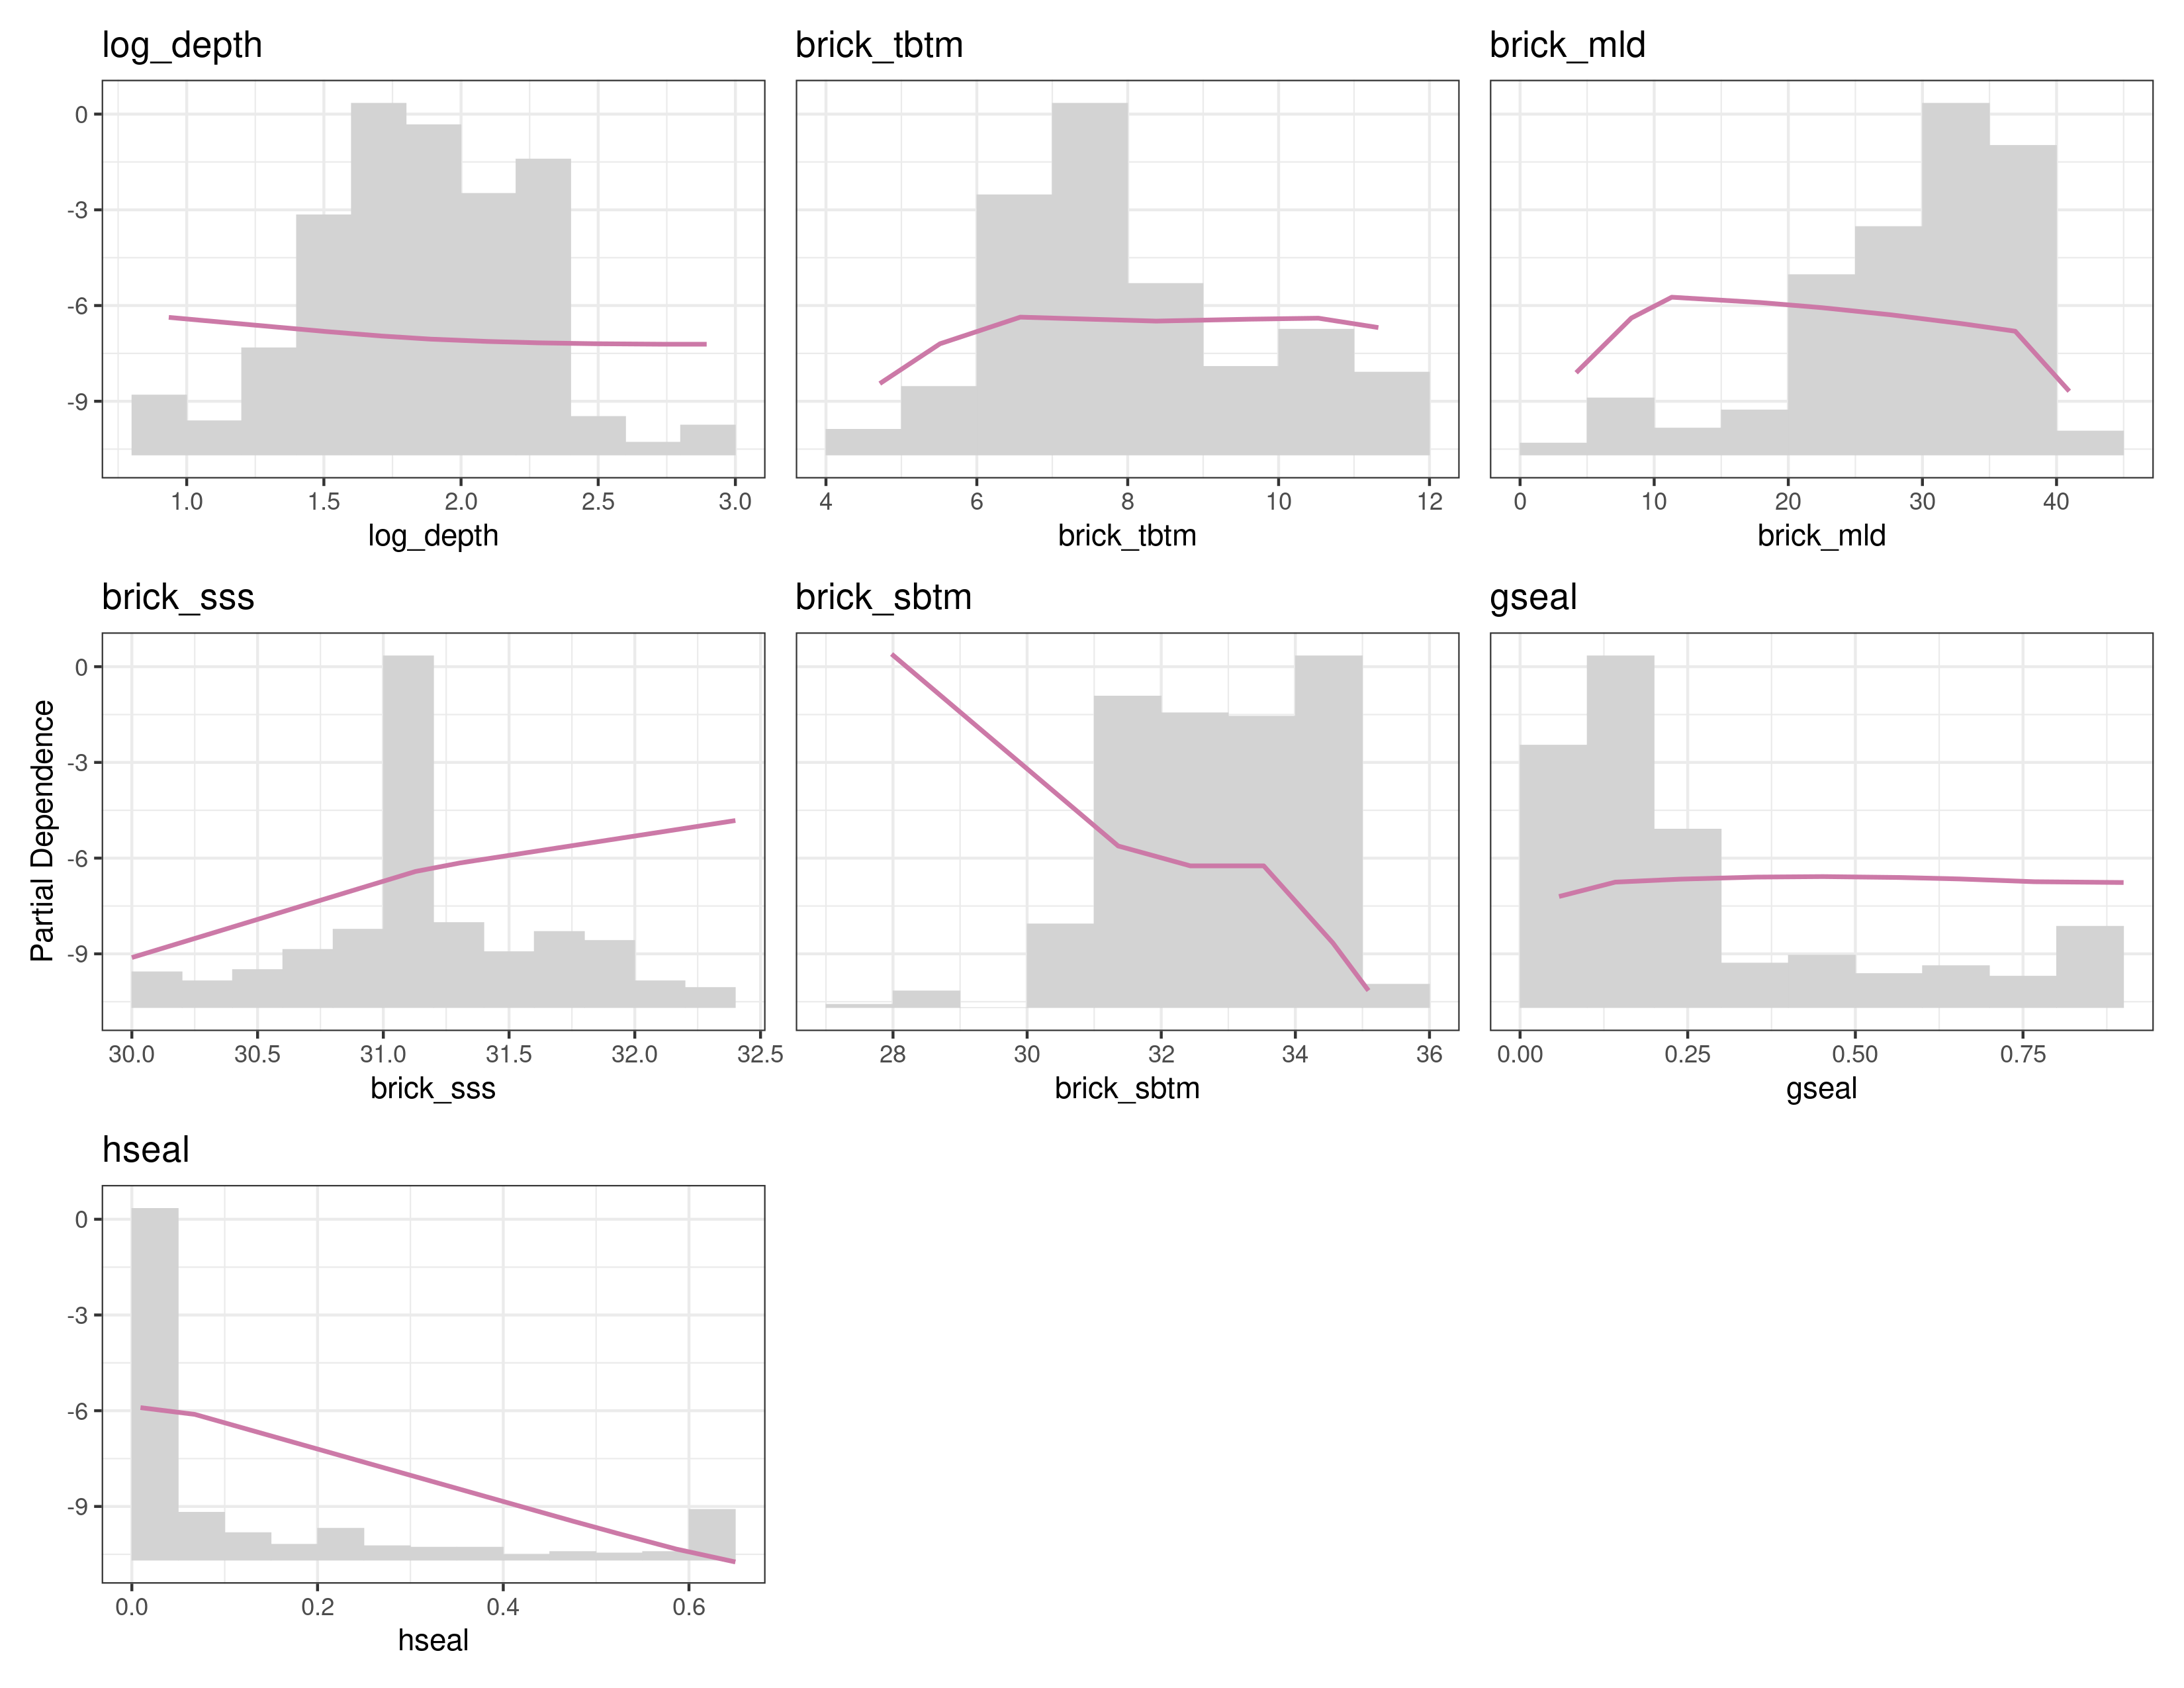 log_depth
brick_tbtm
brick_mld
0
-3
-6
-9
1.0 1.5 2.0 2.5 3.0
4 6 8 10 12
0 10 20 30 40
log_depth
brick_tbtm
brick_mld
brick_sss
brick_sbtm
gseal
Partial Dependence
0
-3
-6
-9
30.0 30.5 31.0 31.5 32.0 32.5
28 30 32 34 36
0.00 0.25 0.50 0.75
brick_sss
brick_sbtm
gseal
hseal
0
-3
-6
-9
0.0 0.2 0.4 0.6
hseal